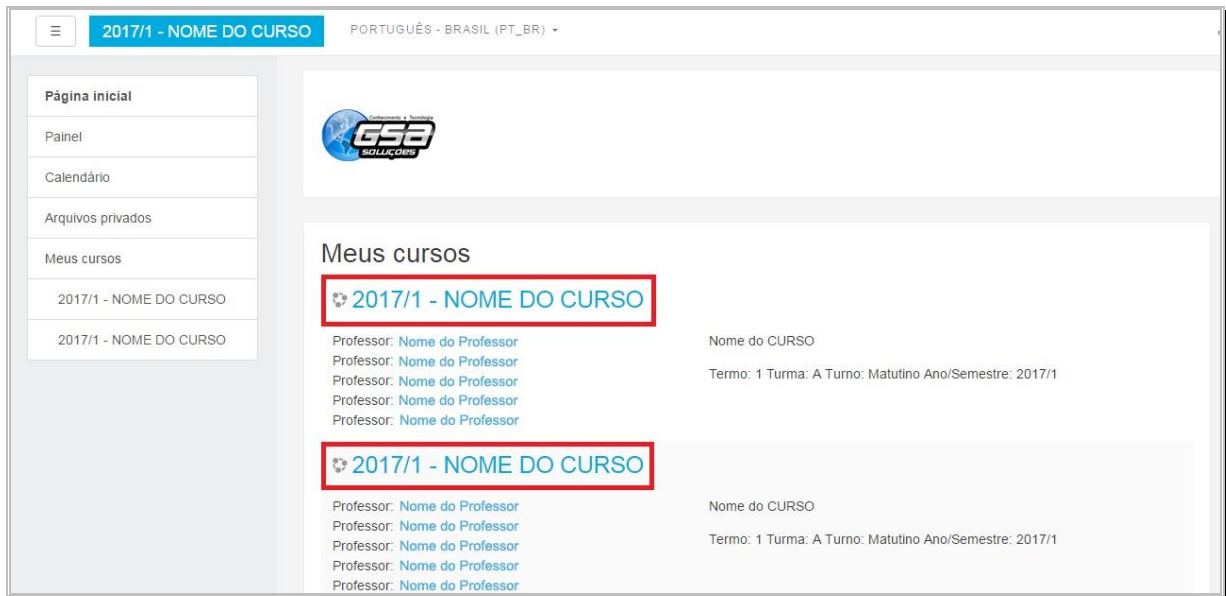 2017/1 - NOME DO CURSO
PORTUGUÊS - BRASIL (PT_BR)
Página inicial
Painel
Calendário
Arquivos privados
Meus cursos
2017/1 - NOME DO CURSO
2017/1 - NOME DO CURSO
Conhecimento e Tecnologia
GSA
SOLUÇÕES
Meus cursos
2017/1 - NOME DO CURSO
Professor: Nome do Professor
Professor: Nome do Professor
Professor: Nome do Professor
Professor: Nome do Professor
Professor: Nome do Professor
Nome do CURSO
Termo: 1 Turma: A Turno: Matutino Ano/Semestre: 2017/1
2017/1 - NOME DO CURSO
Professor: Nome do Professor
Professor: Nome do Professor
Professor: Nome do Professor
Professor: Nome do Professor
Professor: Nome do Professor
Nome do CURSO
Termo: 1 Turma: A Turno: Matutino Ano/Semestre: 2017/1